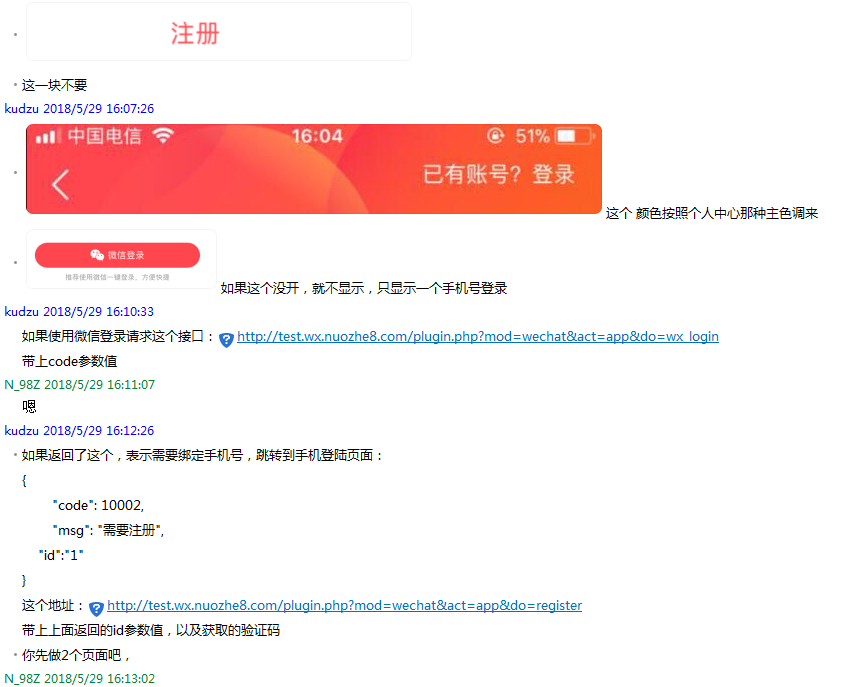 注册
这一块不要
kudzu 2018/5/29 16:07:26
中国电信 16:04 51%
已有账号？登录
这个 颜色按照个人中心那种主色调来
微信登录
推荐使用微信一键登录，方便快捷
如果这个没开，就不显示，只显示一个手机号登录
kudzu 2018/5/29 16:10:33
如果使用微信登录请求这个接口：http://test.wx.nuozhe8.com/plugin.php?mod=wechat&act=app&do=wx_login
带上code参数值
N_98Z 2018/5/29 16:11:07
嗯
kudzu 2018/5/29 16:12:26
如果返回了这个，表示需要绑定手机号，跳转到手机登陆页面：
{
"code": 10002,
"msg": "需要注册",
"id":"1"
}
这个地址：http://test.wx.nuozhe8.com/plugin.php?mod=wechat&act=app&do=register
带上上面返回的id参数值，以及获取的验证码
你先做2个页面吧，
N_98Z 2018/5/29 16:13:02